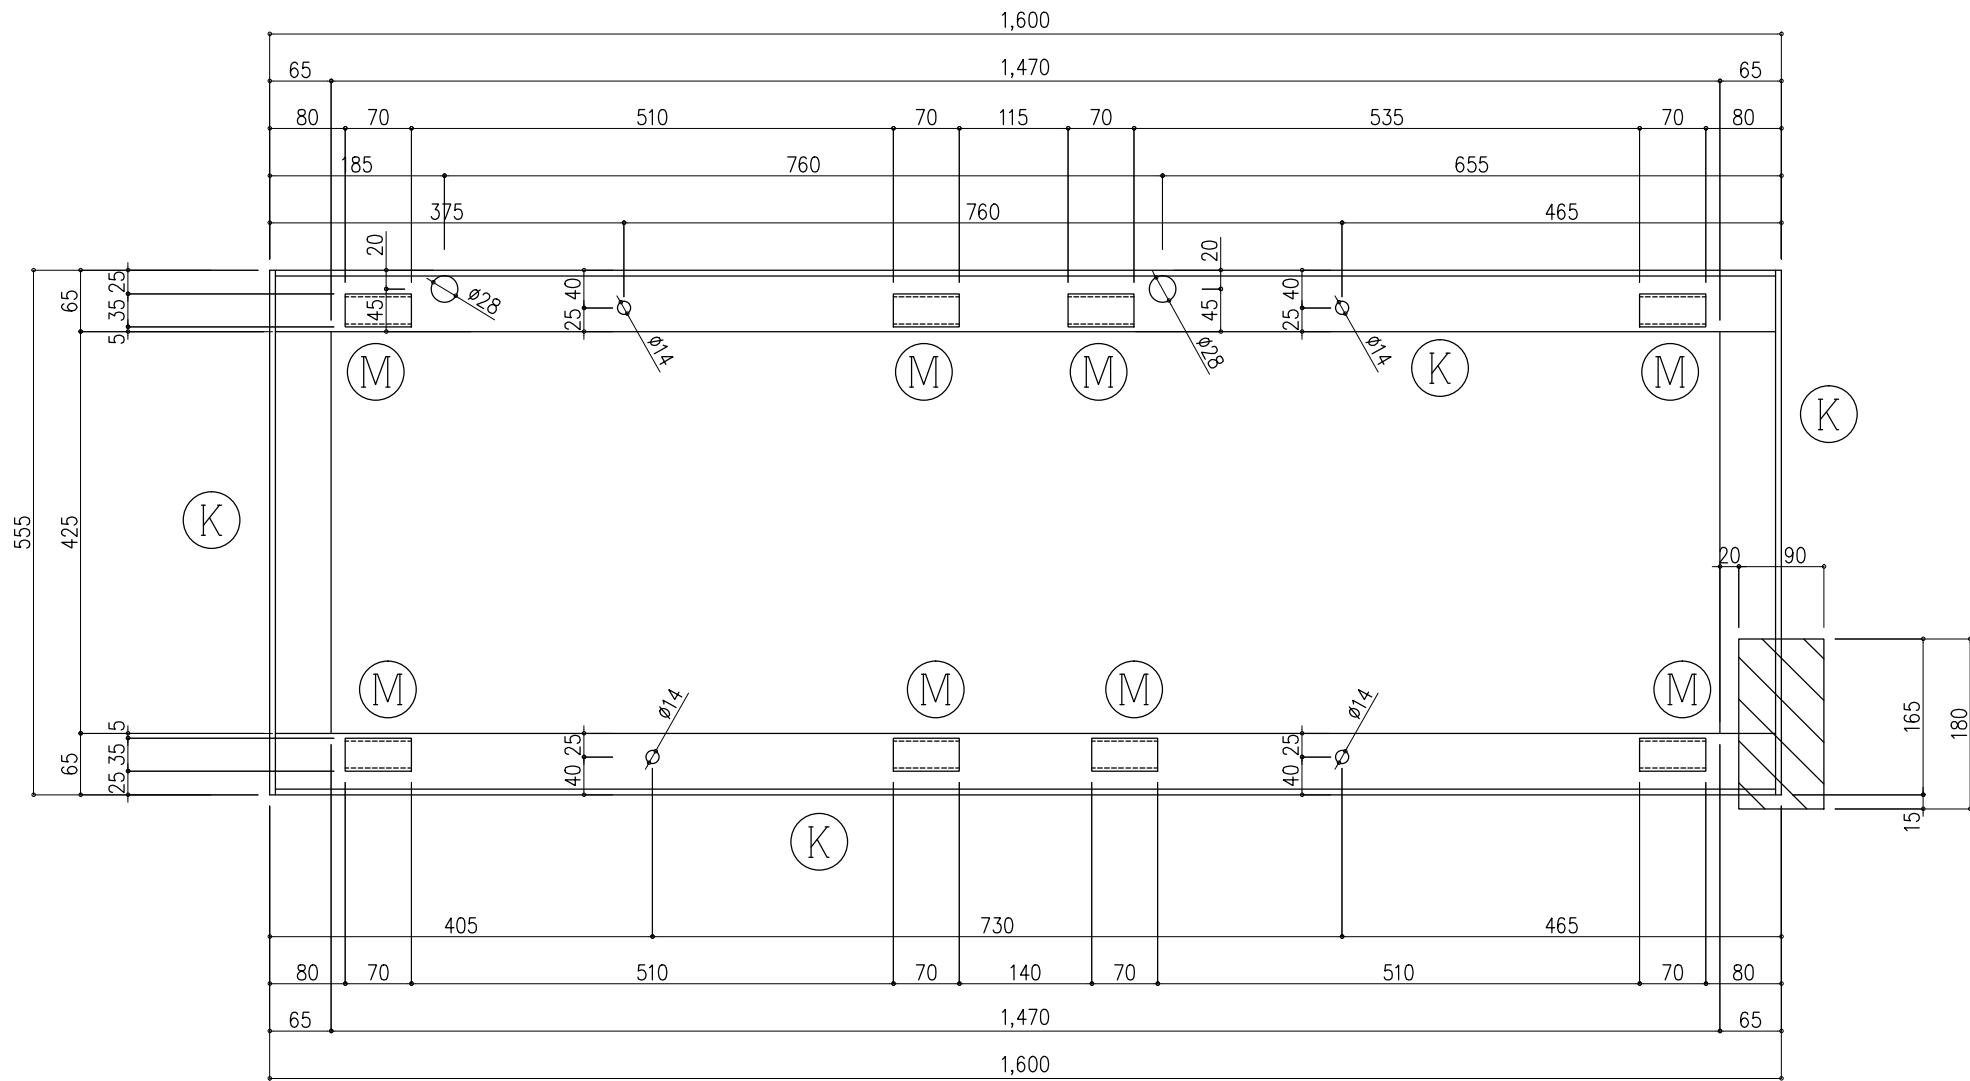 1,600
65 1,470 65
80 70 510 70 115 70 535 70 80
185 760 655
375 760 465
20 20
25 40 40
65 35 ø28 45 45
5 25 ø14 ø28 25 ø14
M M M K M
K
K
555 425
20 90
M ø14 M M ø14 M
5 25 25 165 180
65 35 40 40
25
15
K
405 730 465
80 70 510 70 140 70 510 70 80
65 1,470 65
1,600